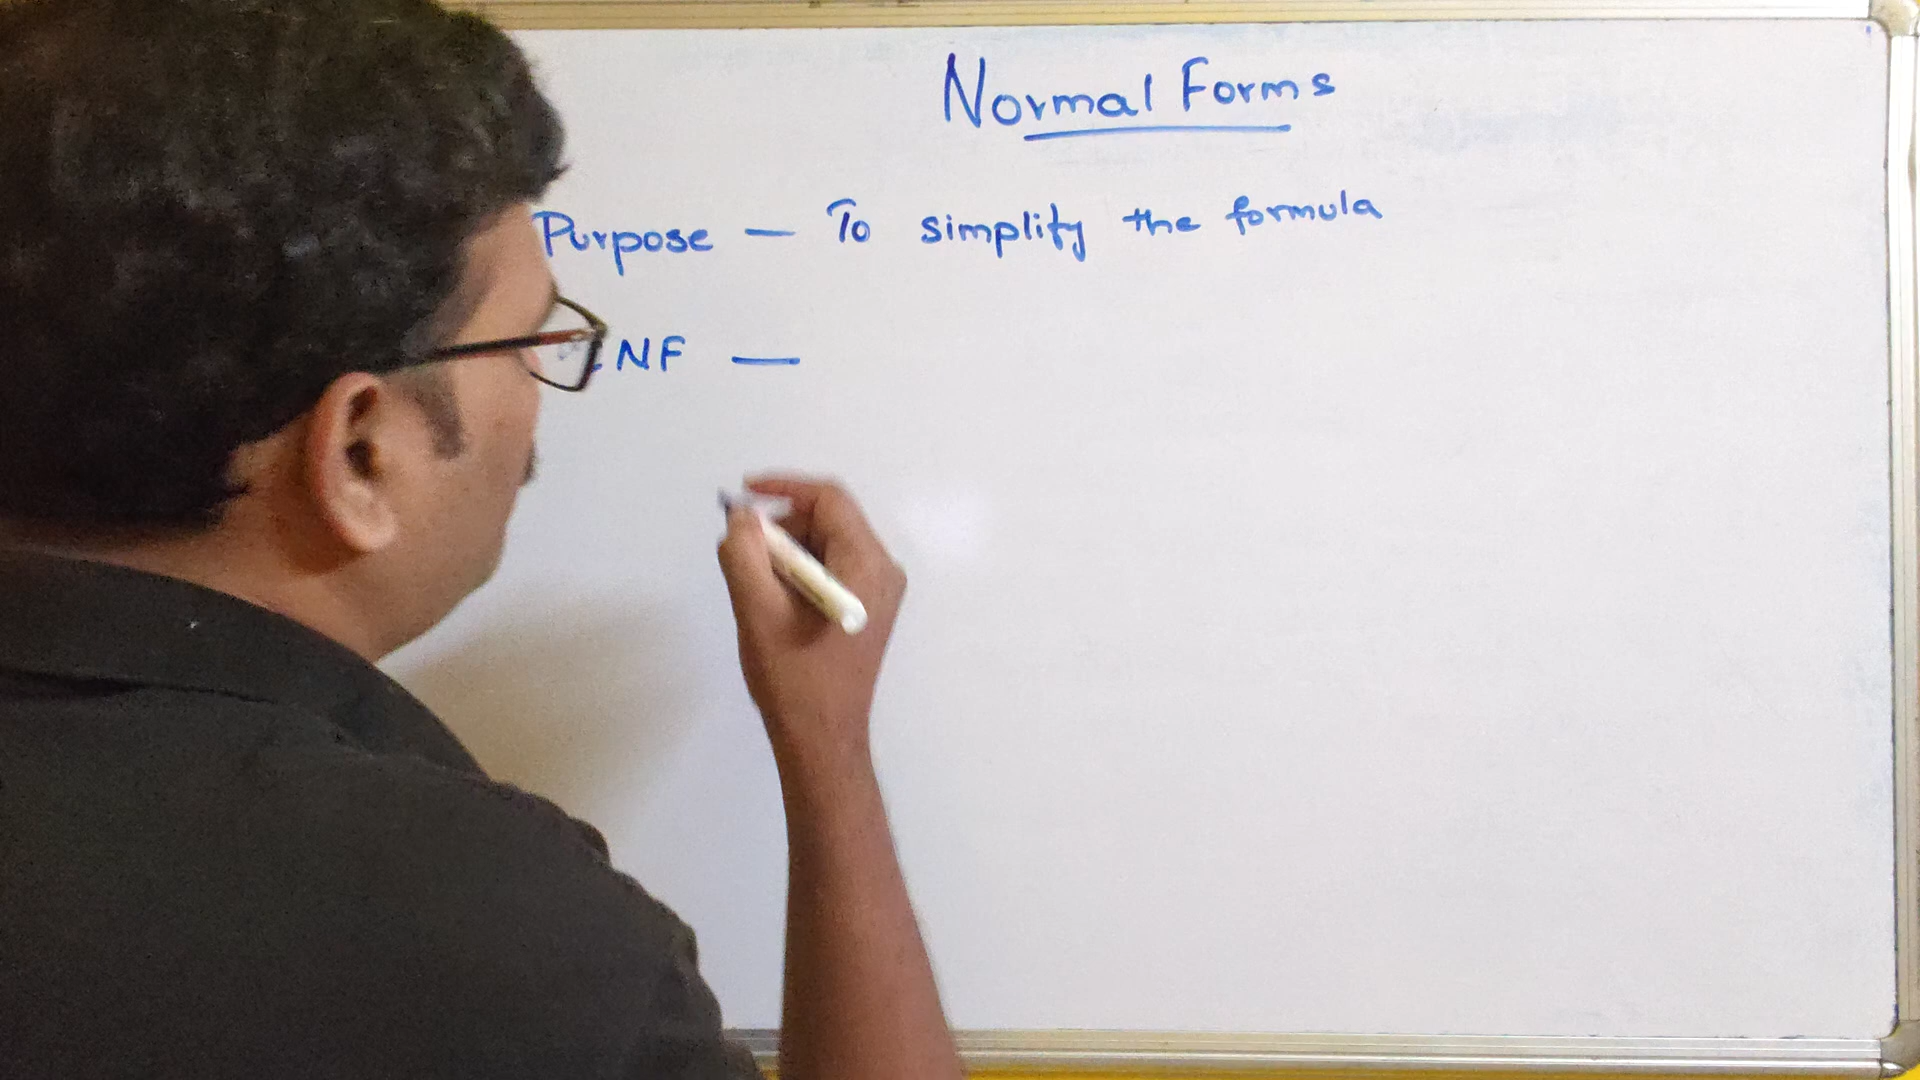 Normal Forms
Purpose — To simplify the formula
NF —